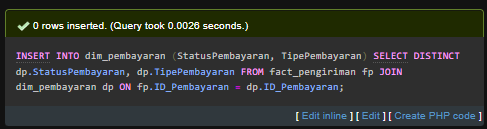 0 rows inserted. (Query took 0.0026 seconds.)
INSERT INTO dim_pembayaran (StatusPembayaran, TipePembayaran) SELECT DISTINCT
dp.StatusPembayaran, dp.TipePembayaran FROM fact_pengiriman fp JOIN
dim_pembayaran dp ON fp.ID_Pembayaran = dp.ID_Pembayaran;
[ Edit inline ] [ Edit ] [ Create PHP code ]